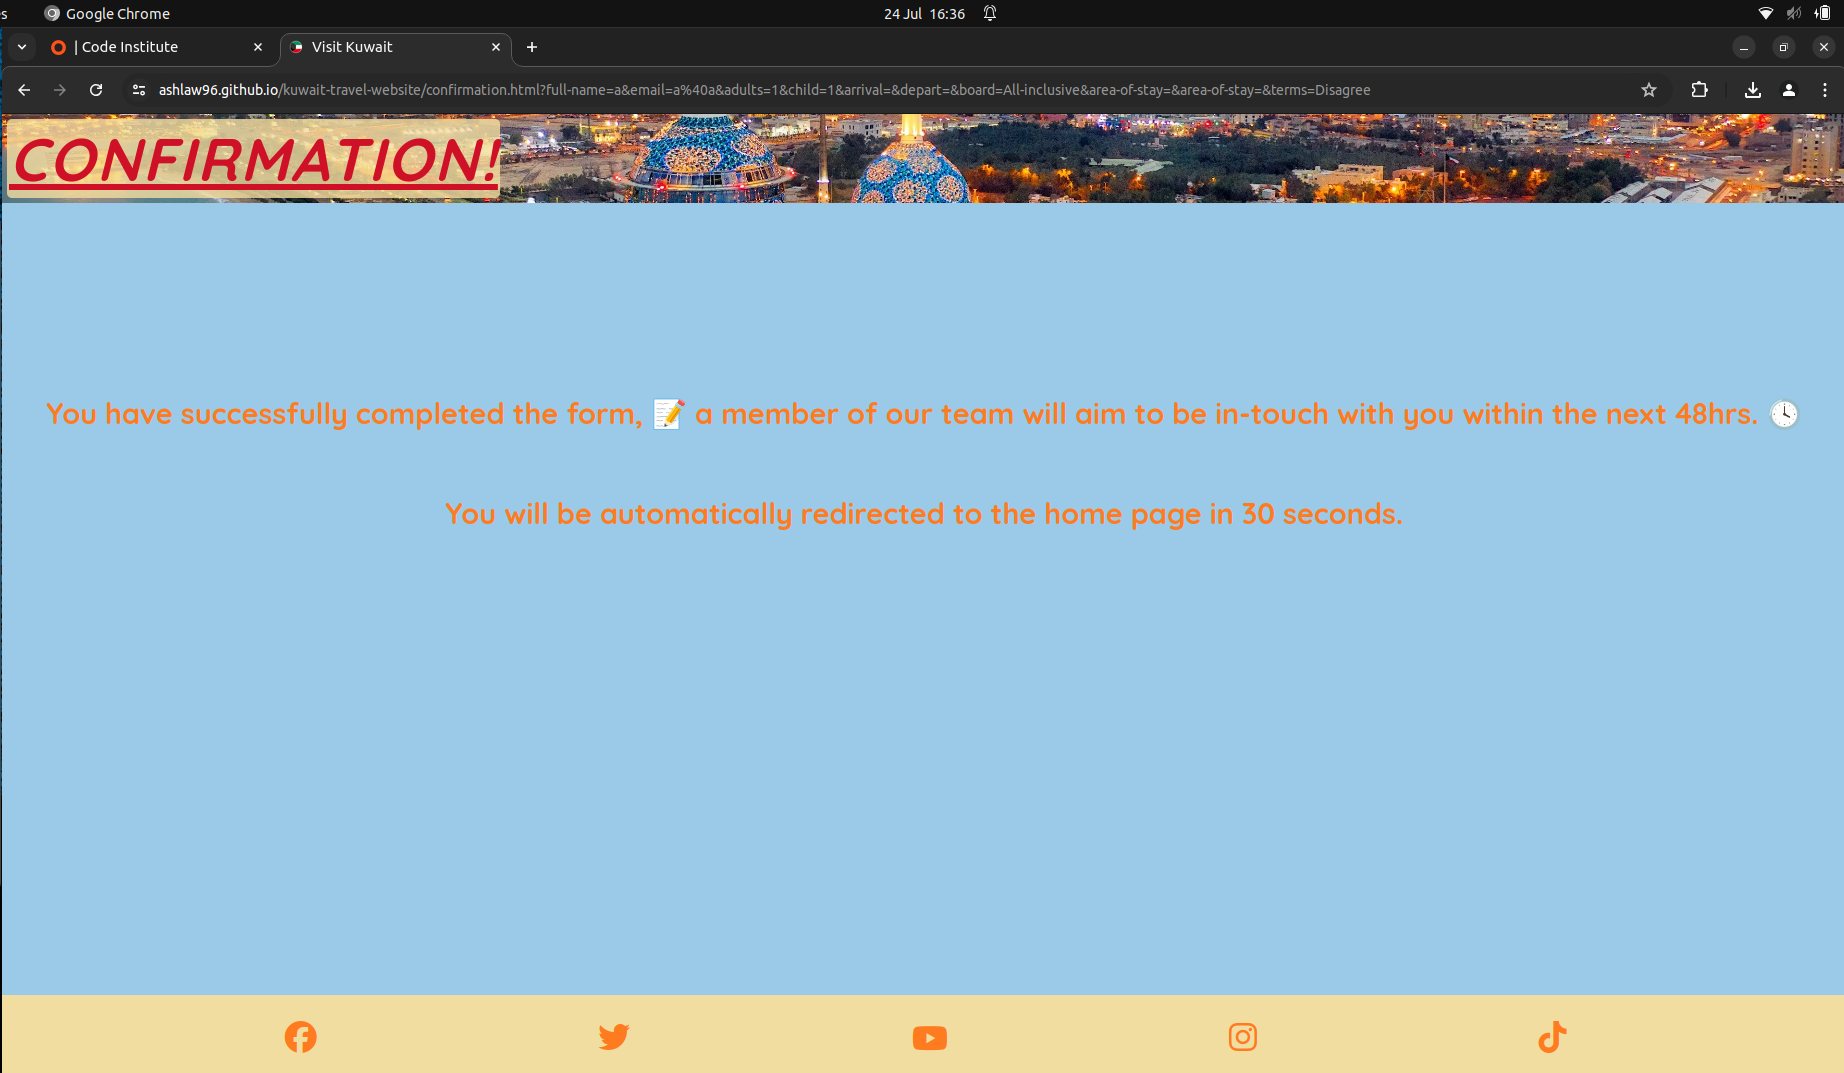 s
Google Chrome
24 Jul 16:36
| Code Institute
Visit Kuwait
ashlaw96.github.io/kuwait-travel-website/confirmation.html?full-name=a&email=a%40a&adults=1&child=1&arrival=&depart=&board=All-inclusive&area-of-stay=&area-of-stay=&terms=Disagree
CONFIRMATION!
You have successfully completed the form, 📝 a member of our team will aim to be in-touch with you within the next 48hrs. 🕓
You will be automatically redirected to the home page in 30 seconds.